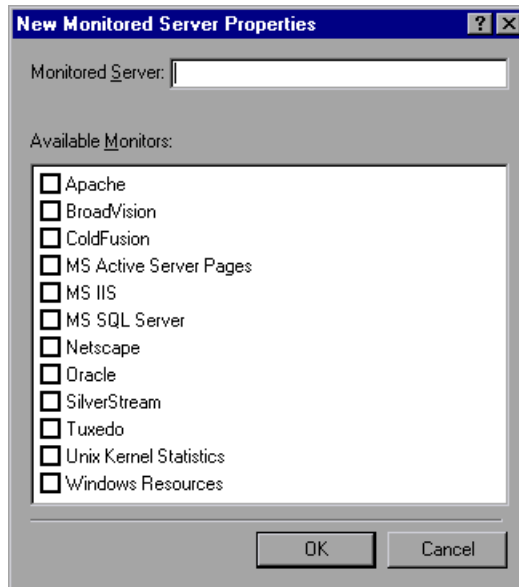 New Monitored Server Properties
Monitored Server:
Available Monitors:
Apache
BroadVision
ColdFusion
MS Active Server Pages
MS IIS
MS SQL Server
Netscape
Oracle
SilverStream
Tuxedo
Unix Kernel Statistics
Windows Resources
OK Cancel